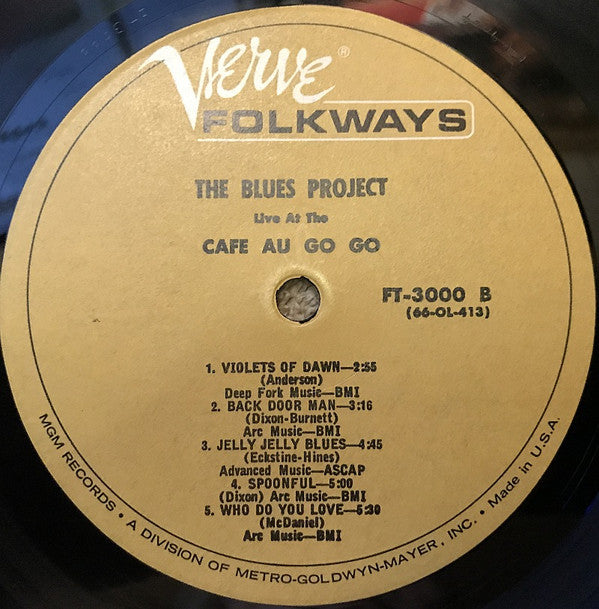 Verve®
FOLKWAYS
THE BLUES PROJECT
Live At The
CAFE AU GO GO
FT-3000 B
(66-OL-413)
1. VIOLETS OF DAWN—2:55
(Anderson)
Deep Fork Music—BMI
2. BACK DOOR MAN—3:16
(Dixon-Burnett)
Arc Music—BMI
3. JELLY JELLY BLUES—4:45
(Eckstine-Hines)
Advanced Music—ASCAP
4. SPOONFUL—5:00
(Dixon) Arc Music—BMI
5. WHO DO YOU LOVE—5:30
(McDaniel)
Arc Music—BMI
MGM RECORDS • A DIVISION OF METRO-GOLDWYN-MAYER, INC. • Made in U.S.A.